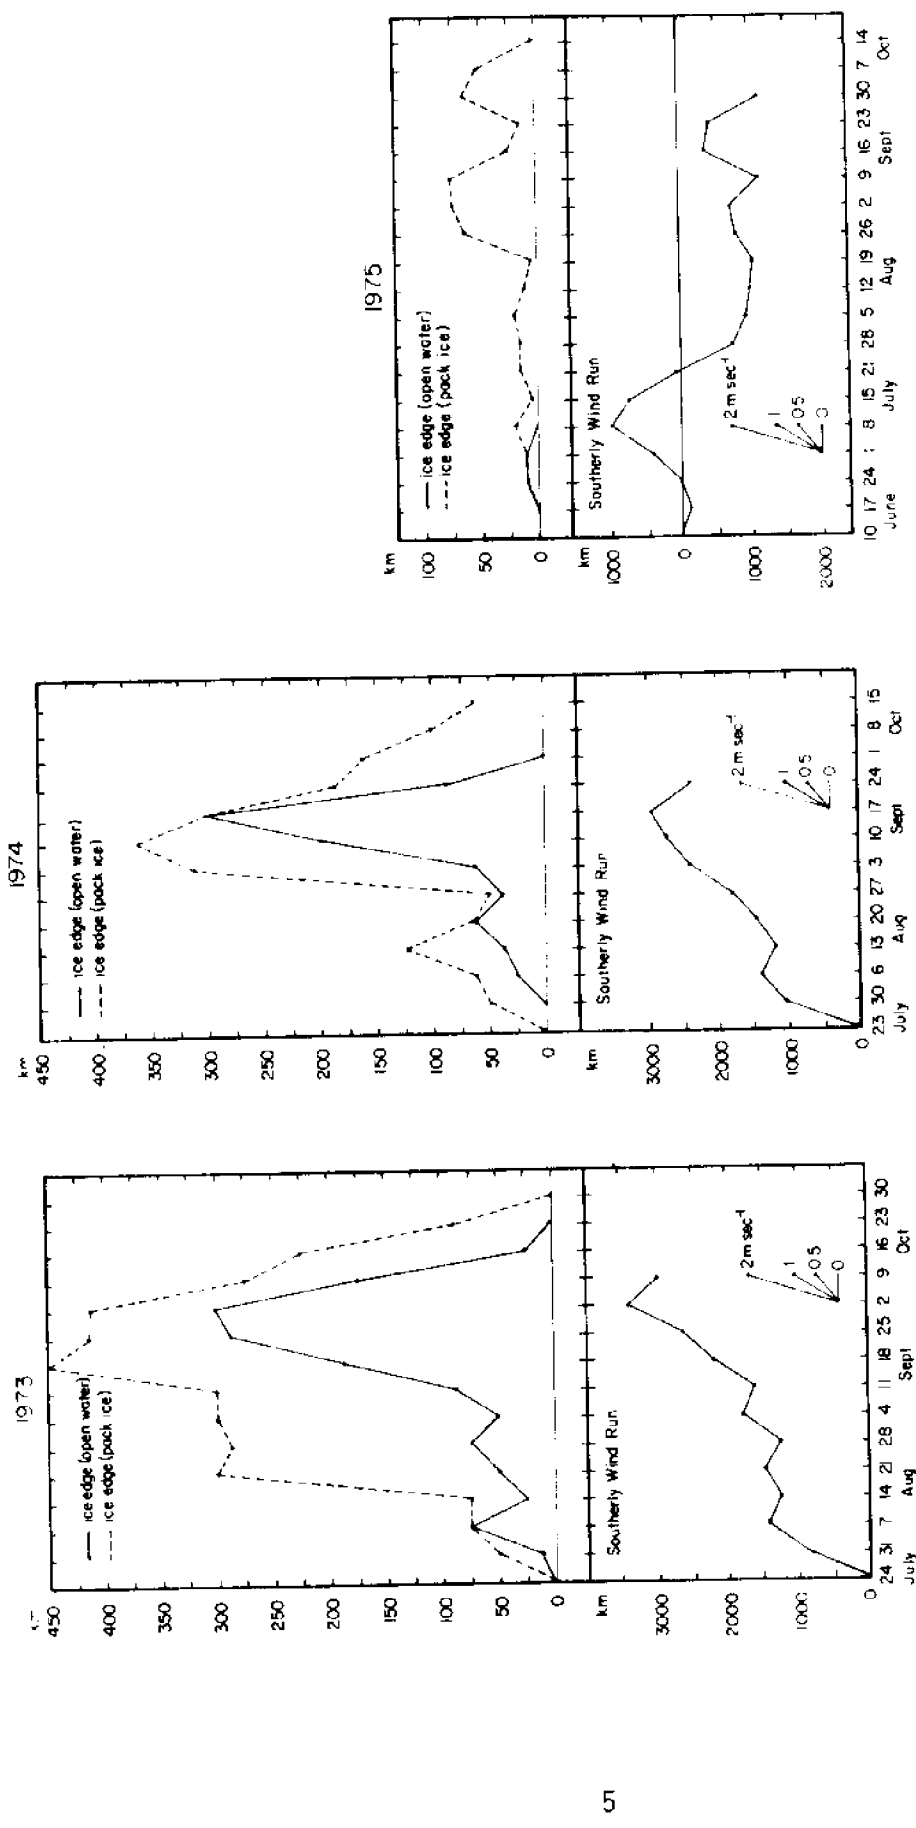 1973
km
450
400
350
300
250
200
150
100
50
0
ice edge (open water)
ice edge (pack ice)
km
3000
2000
1000
0
Southerly Wind Run
2 m sec-1
1
0.5
0
24 31 7 14 21 28 4 11 18 25 2 9 16 23 30
July Aug Sept Oct
1974
km
450
400
350
300
250
200
150
100
50
0
ice edge (open water)
ice edge (pack ice)
km
3000
2000
1000
0
Southerly Wind Run
2 m sec-1
1
0.5
0
23 30 6 13 20 27 3 10 17 24 1 8 15
July Aug Sept Oct
1975
km
100
50
0
ice edge (open water)
ice edge (pack ice)
km
1000
0
1000
2000
Southerly Wind Run
2 m sec-1
1
0.5
0
10 17 24 1 8 15 21 28 5 12 19 26 2 9 16 23 30 7 14
June July Aug Sept Oct
5